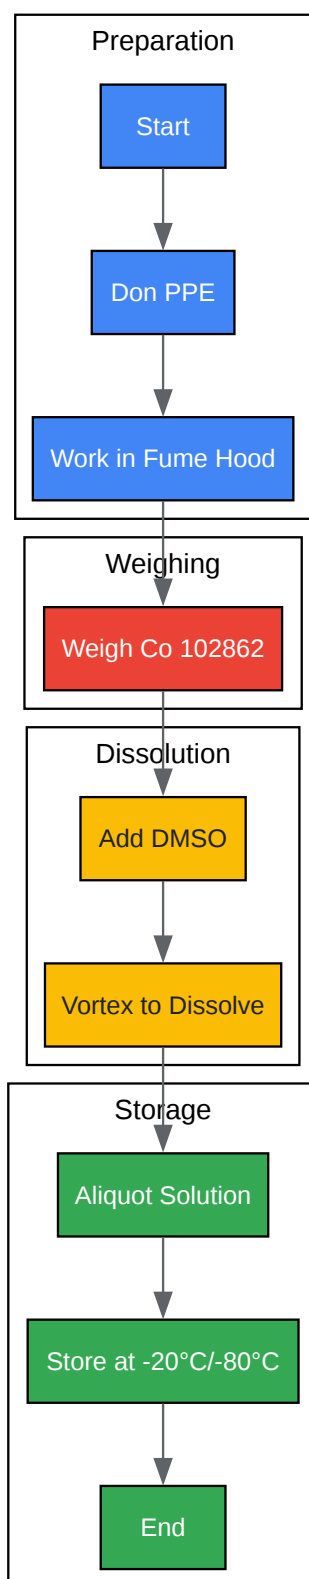 Preparation
Start
Don PPE
Work in Fume Hood
Weighing
Weigh Co 102862
Dissolution
Add DMSO
Vortex to Dissolve
Storage
Aliquot Solution
Store at -20°C/-80°C
End